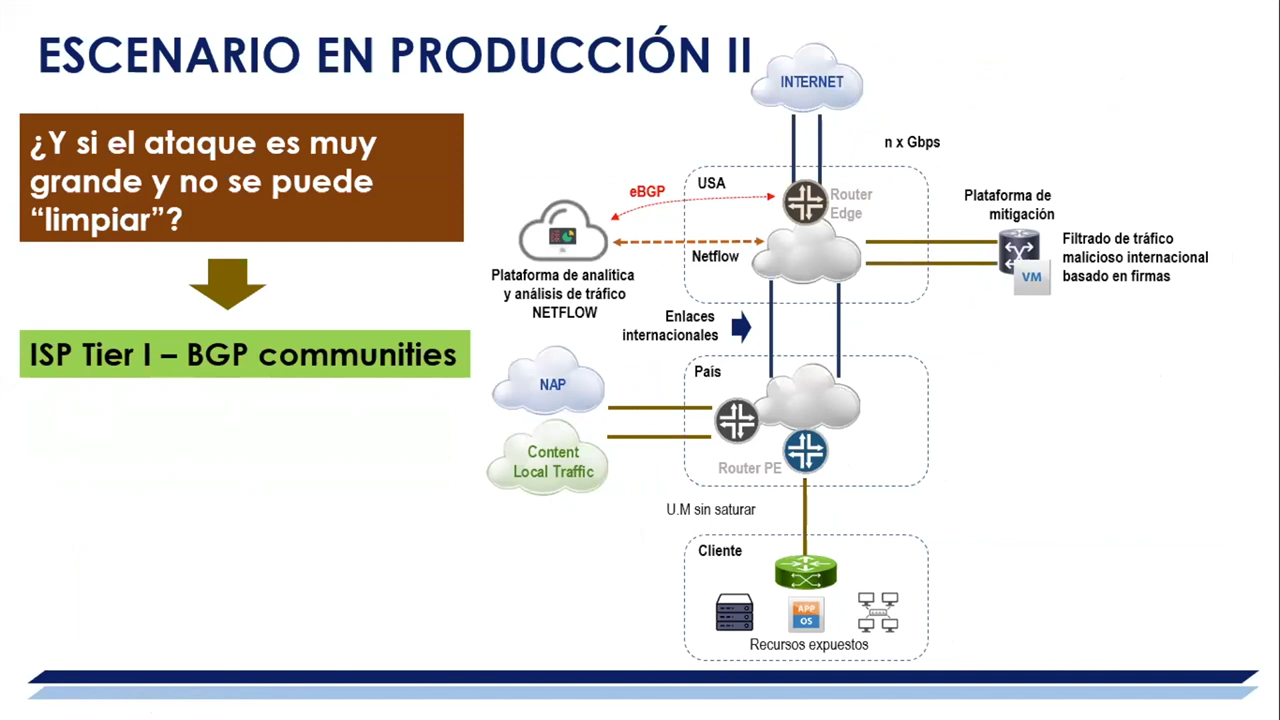 ESCENARIO EN PRODUCCIÓN II
¿Y si el ataque es muy
grande y no se puede
“limpiar”?
ISP Tier I – BGP communities
INTERNET
n x Gbps
USA
eBGP
Router
Edge
Plataforma de
mitigación
Filtrado de tráfico
malicioso internacional
basado en firmas
VM
Netflow
Plataforma de analítica
y análisis de tráfico
NETFLOW
Enlaces
internacionales
País
NAP
Content
Local Traffic
Router PE
U.M sin saturar
Cliente
APP
OS
Recursos expuestos